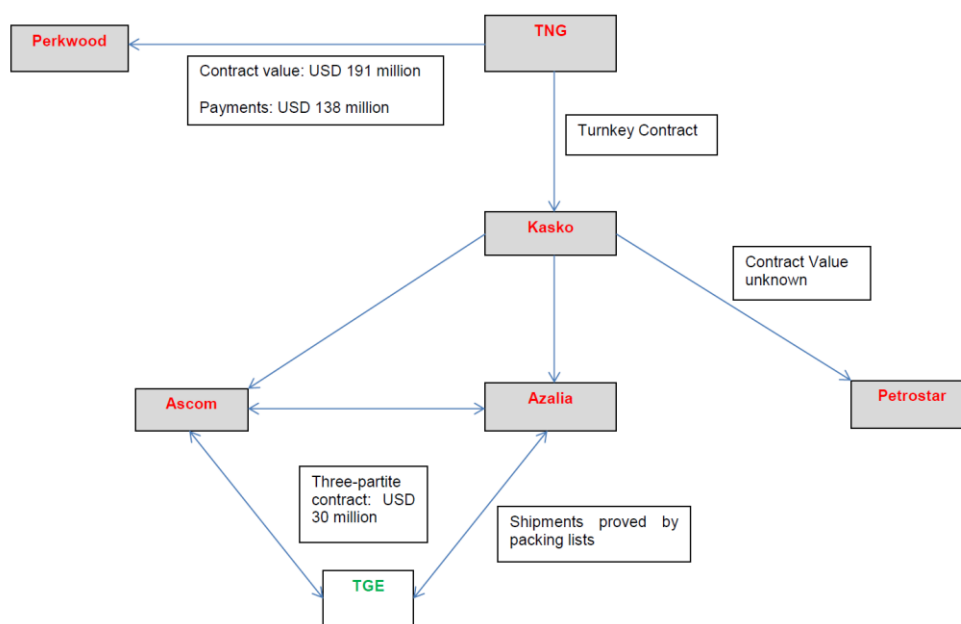 Perkwood
TNG
Contract value: USD 191 million
Payments: USD 138 million
Turnkey Contract
Kasko
Contract Value
unknown
Ascom
Azalia
Petrostar
Three-partite
contract: USD
30 million
Shipments proved by
packing lists
TGE